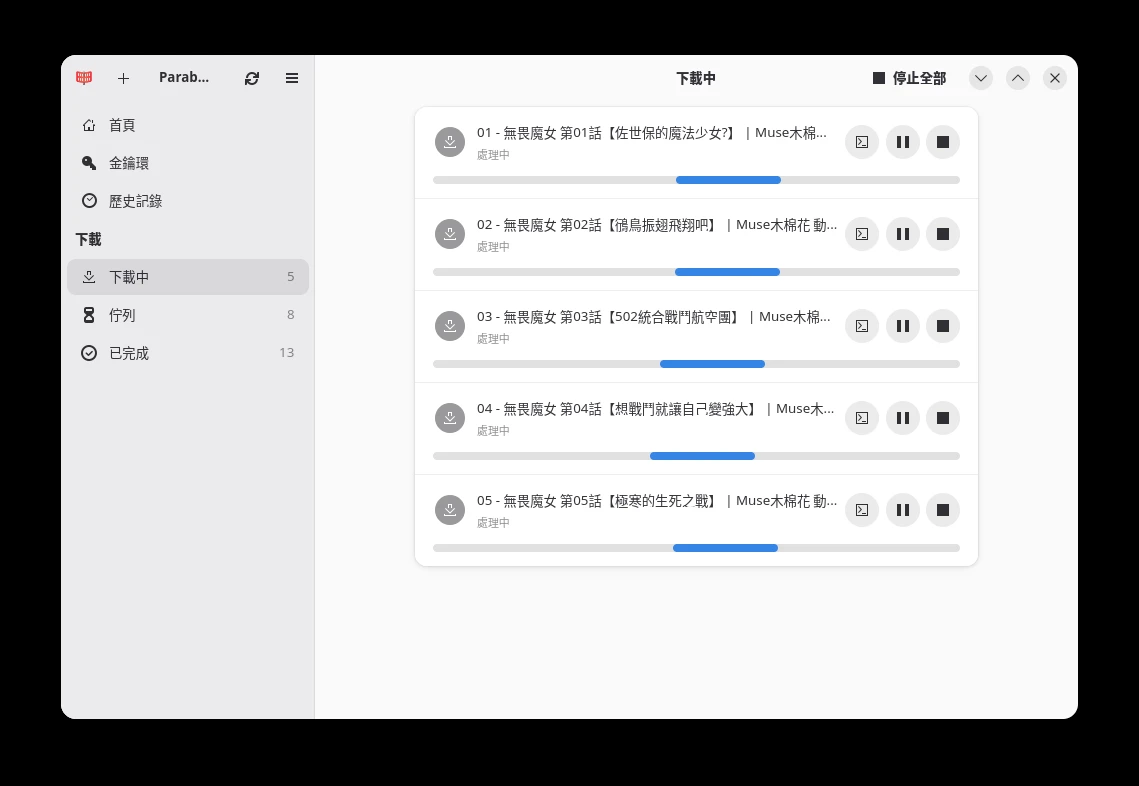 Parab...
下載中
停止全部
首頁
金鑰環
歷史記錄
下載
下載中 5
佇列 8
已完成 13
01 - 無畏魔女 第01話【佐世保的魔法少女?】 | Muse木棉...
處理中
02 - 無畏魔女 第02話【鴴鳥振翅飛翔吧】 | Muse木棉花 動...
處理中
03 - 無畏魔女 第03話【502統合戰鬥航空團】 | Muse木棉...
處理中
04 - 無畏魔女 第04話【想戰鬥就讓自己變強大】 | Muse木...
處理中
05 - 無畏魔女 第05話【極寒的生死之戰】 | Muse木棉花 動...
處理中